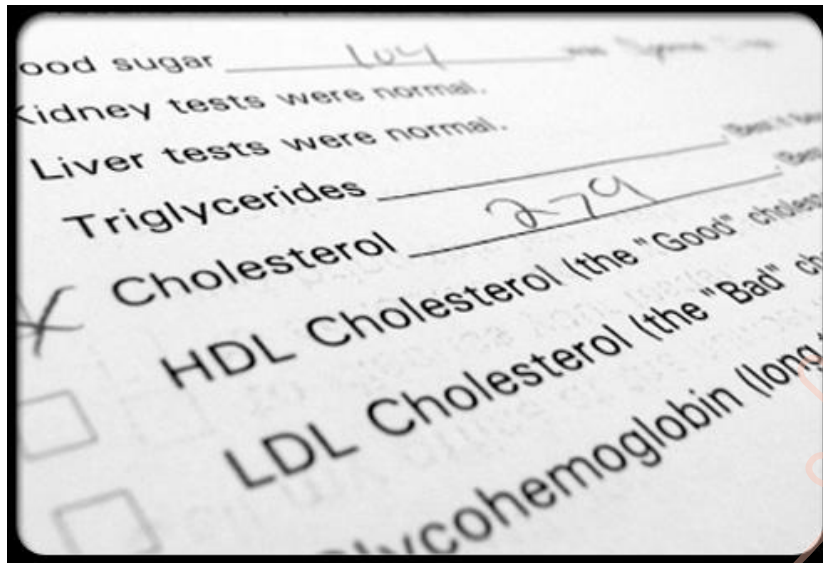 ood sugar 104
Kidney tests were normal.
Liver tests were normal.
Triglycerides
Cholesterol 279
HDL Cholesterol (the "Good" choles
LDL Cholesterol (the "Bad" ch
lycohemoglobin (long